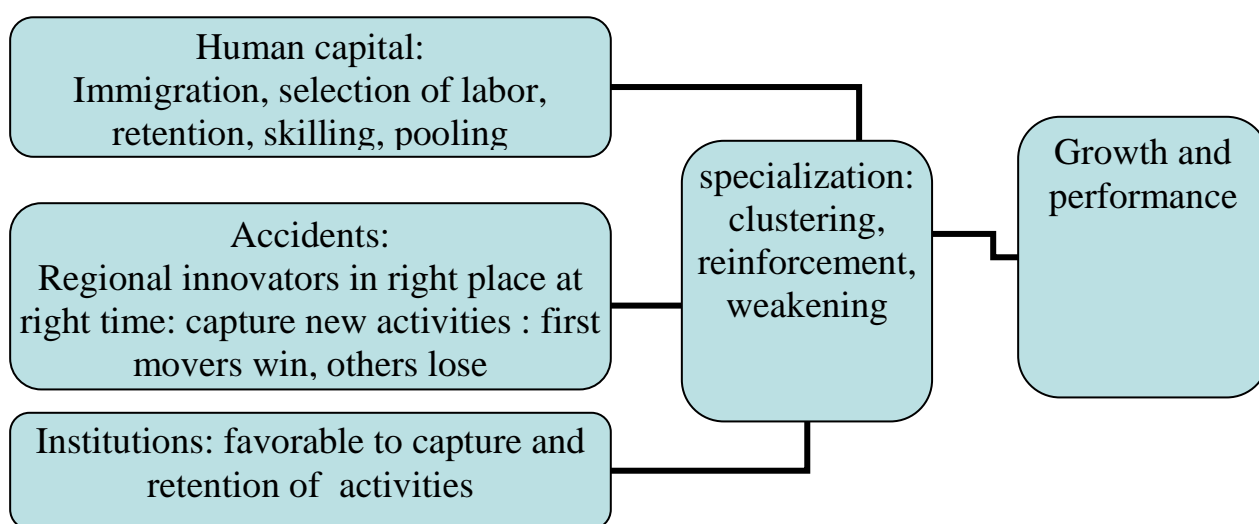 Human capital:
Immigration, selection of labor,
retention, skilling, pooling
Accidents:
Regional innovators in right place at
right time: capture new activities : first
movers win, others lose
Institutions: favorable to capture and
retention of  activities
specialization:
clustering,
reinforcement,
weakening
Growth and
performance